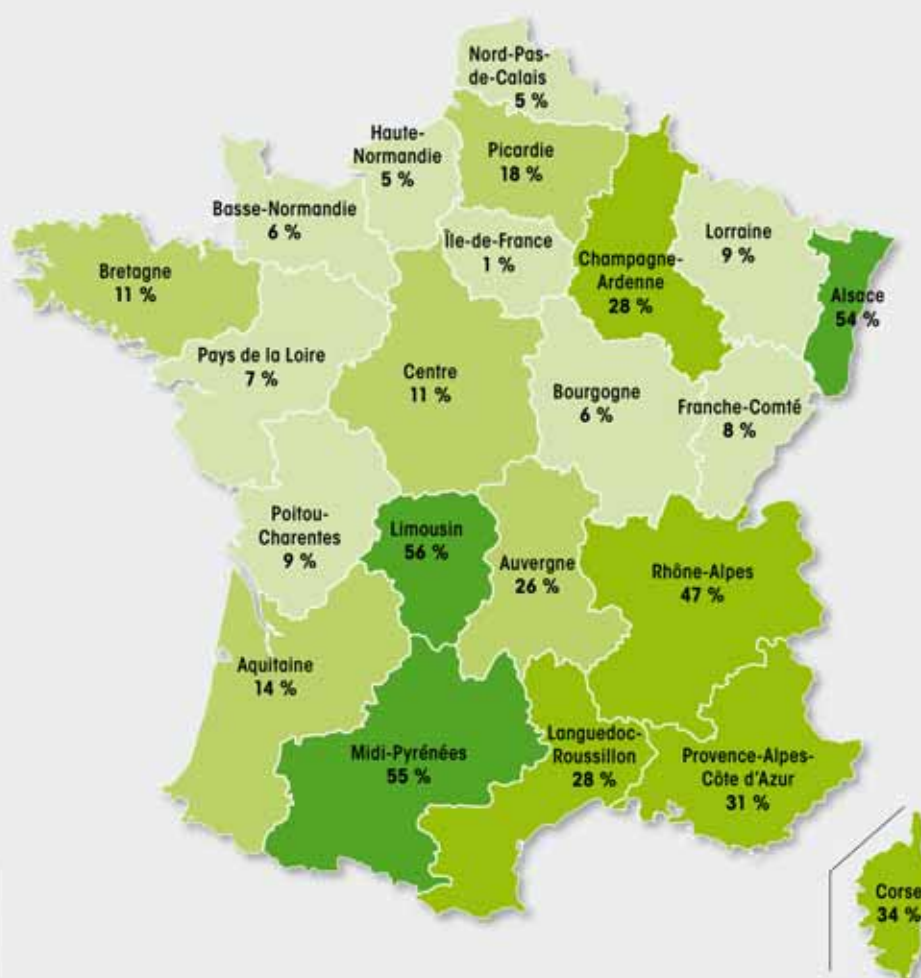 Nord-Pas-
de-Calais
5 %
Haute-
Normandie
5 %
Picardie
18 %
Basse-Normandie
6 %
Île-de-France
1 %
Champagne-
Ardenne
28 %
Lorraine
9 %
Alsace
54 %
Bretagne
11 %
Pays de la Loire
7 %
Centre
11 %
Bourgogne
6 %
Franche-Comté
8 %
Poitou-
Charentes
9 %
Limousin
56 %
Auvergne
26 %
Rhône-Alpes
47 %
Aquitaine
14 %
Midi-Pyrénées
55 %
Languedoc-
Roussillon
28 %
Provence-Alpes-
Côte d'Azur
31 %
Corse
34 %